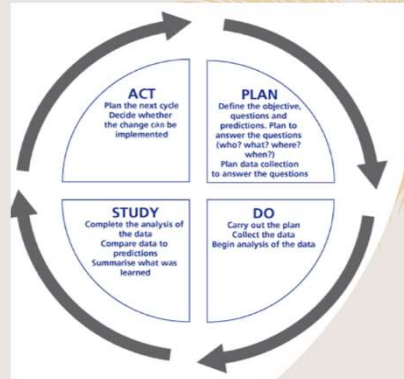 ACT
Plan the next cycle
Decide whether
the change can be
implemented
PLAN
Define the objective,
questions and
predictions. Plan to
answer the questions
(who? what? where?
when?)
Plan data collection
to answer the questions
STUDY
Complete the analysis of
the data
Compare data to
predictions
Summarise what was
learned
DO
Carry out the plan
Collect the data
Begin analysis of the data